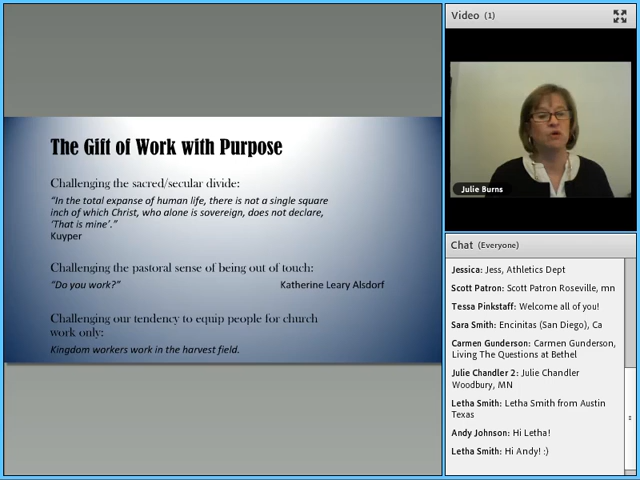 The Gift of Work with Purpose
Challenging the sacred/secular divide:
“In the total expanse of human life, there is not a single square
inch of which Christ, who alone is sovereign, does not declare,
‘That is mine’.”
Kuyper
Challenging the pastoral sense of being out of touch:
“Do you work?” Katherine Leary Alsdorf
Challenging our tendency to equip people for church
work only:
Kingdom workers work in the harvest field.
Video (1)
Julie Burns
Chat (Everyone)
Jessica: Jess, Athletics Dept
Scott Patron: Scott Patron Roseville, mn
Tessa Pinkstaff: Welcome all of you!
Sara Smith: Encinitas (San Diego), Ca
Carmen Gunderson: Carmen Gunderson,
Living The Questions at Bethel
Julie Chandler 2: Julie Chandler
Woodbury, MN
Letha Smith: Letha Smith from Austin
Texas
Andy Johnson: Hi Letha!
Letha Smith: Hi Andy! :)